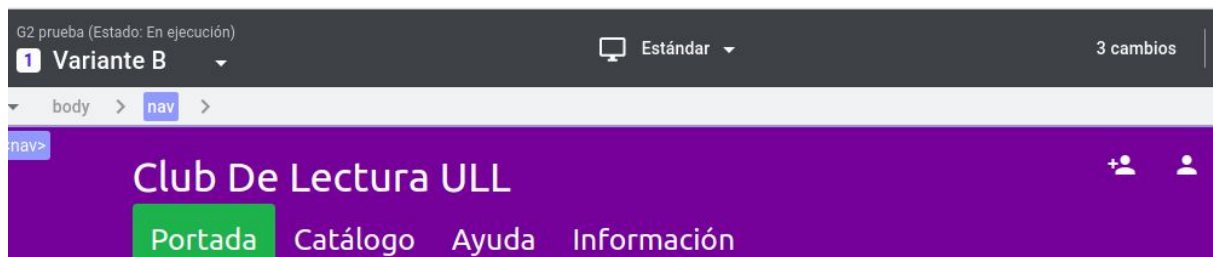 G2 prueba (Estado: En ejecución)
1 Variante B
Estándar
3 cambios
body > nav >
<nav>
Club De Lectura ULL
Portada Catálogo Ayuda Información